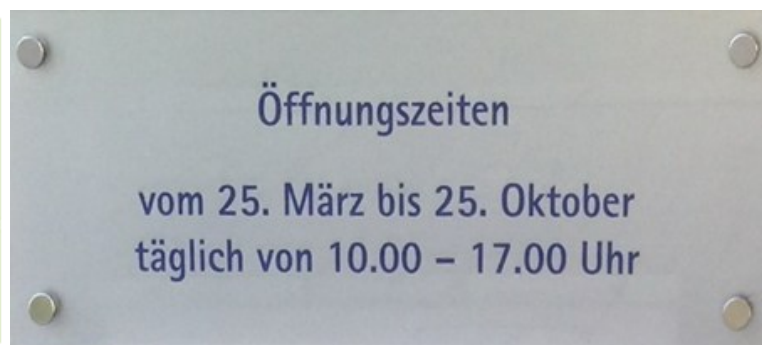 Öffnungszeiten
vom 25. März bis 25. Oktober
täglich von 10.00 – 17.00 Uhr